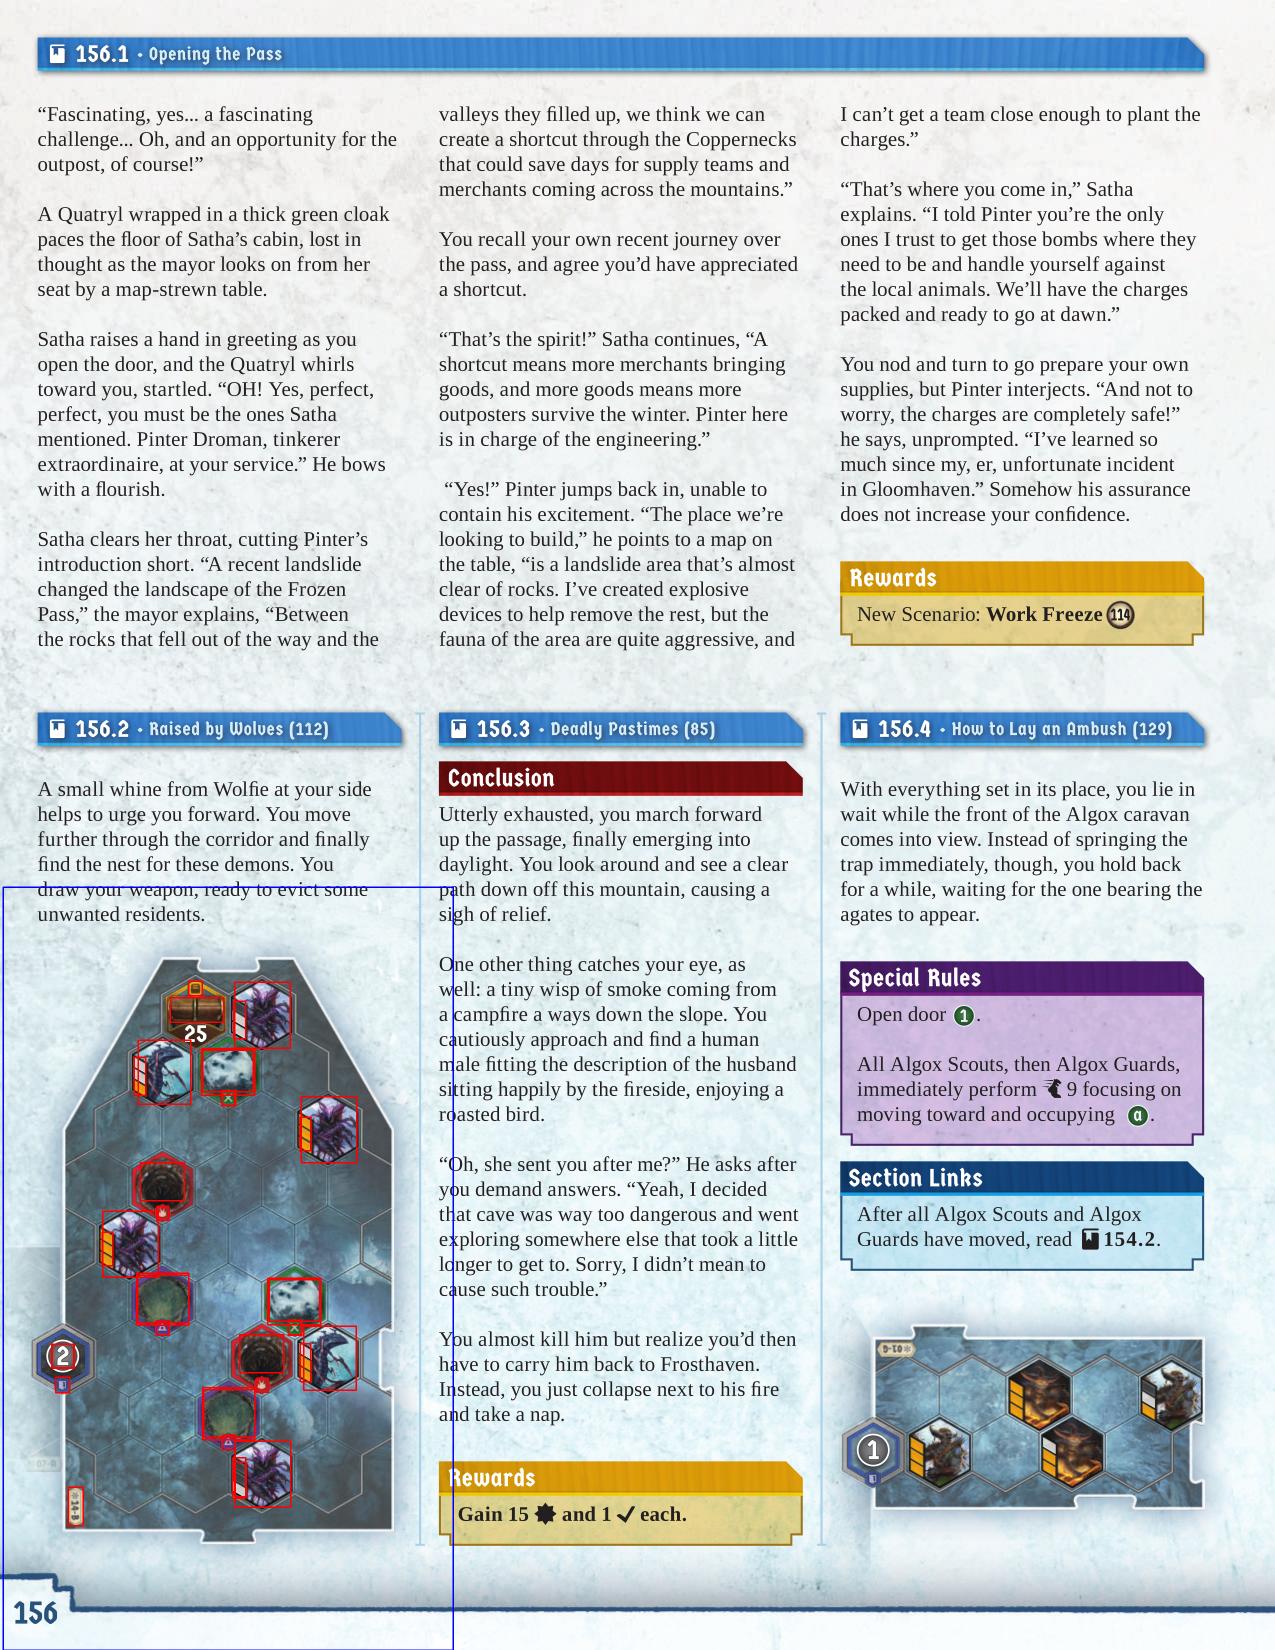 156.1 • Opening the Pass
“Fascinating, yes... a fascinating
challenge... Oh, and an opportunity for the
outpost, of course!”
A Quatryl wrapped in a thick green cloak
paces the floor of Satha’s cabin, lost in
thought as the mayor looks on from her
seat by a map-strewn table.
Satha raises a hand in greeting as you
open the door, and the Quatryl whirls
toward you, startled. “OH! Yes, perfect,
perfect, you must be the ones Satha
mentioned. Pinter Droman, tinkerer
extraordinaire, at your service.” He bows
with a flourish.
Satha clears her throat, cutting Pinter’s
introduction short. “A recent landslide
changed the landscape of the Frozen
Pass,” the mayor explains, “Between
the rocks that fell out of the way and the
valleys they filled up, we think we can
create a shortcut through the Coppernecks
that could save days for supply teams and
merchants coming across the mountains.”
You recall your own recent journey over
the pass, and agree you’d have appreciated
a shortcut.
“That’s the spirit!” Satha continues, “A
shortcut means more merchants bringing
goods, and more goods means more
outposters survive the winter. Pinter here
is in charge of the engineering.”
“Yes!” Pinter jumps back in, unable to
contain his excitement. “The place we’re
looking to build,” he points to a map on
the table, “is a landslide area that’s almost
clear of rocks. I’ve created explosive
devices to help remove the rest, but the
fauna of the area are quite aggressive, and
I can’t get a team close enough to plant the
charges.”
“That’s where you come in,” Satha
explains. “I told Pinter you’re the only
ones I trust to get those bombs where they
need to be and handle yourself against
the local animals. We’ll have the charges
packed and ready to go at dawn.”
You nod and turn to go prepare your own
supplies, but Pinter interjects. “And not to
worry, the charges are completely safe!”
he says, unprompted. “I’ve learned so
much since my, er, unfortunate incident
in Gloomhaven.” Somehow his assurance
does not increase your confidence.
Rewards
New Scenario: Work Freeze 114
156.2 • Raised by Wolves (112)
A small whine from Wolfie at your side
helps to urge you forward. You move
further through the corridor and finally
find the nest for these demons. You
draw your weapon, ready to evict some
unwanted residents.
25
2
14-B
07-B
156.3 • Deadly Pastimes (85)
Conclusion
Utterly exhausted, you march forward
up the passage, finally emerging into
daylight. You look around and see a clear
path down off this mountain, causing a
sigh of relief.
One other thing catches your eye, as
well: a tiny wisp of smoke coming from
a campfire a ways down the slope. You
cautiously approach and find a human
male fitting the description of the husband
sitting happily by the fireside, enjoying a
roasted bird.
“Oh, she sent you after me?” He asks after
you demand answers. “Yeah, I decided
that cave was way too dangerous and went
exploring somewhere else that took a little
longer to get to. Sorry, I didn’t mean to
cause such trouble.”
You almost kill him but realize you’d then
have to carry him back to Frosthaven.
Instead, you just collapse next to his fire
and take a nap.
Rewards
Gain 15 and 1 each.
156.4 • How to Lay an Ambush (129)
With everything set in its place, you lie in
wait while the front of the Algox caravan
comes into view. Instead of springing the
trap immediately, though, you hold back
for a while, waiting for the one bearing the
agates to appear.
Special Rules
Open door 1.
All Algox Scouts, then Algox Guards,
immediately perform 9 focusing on
moving toward and occupying a.
Section Links
After all Algox Scouts and Algox
Guards have moved, read 154.2.
01-G
1
156